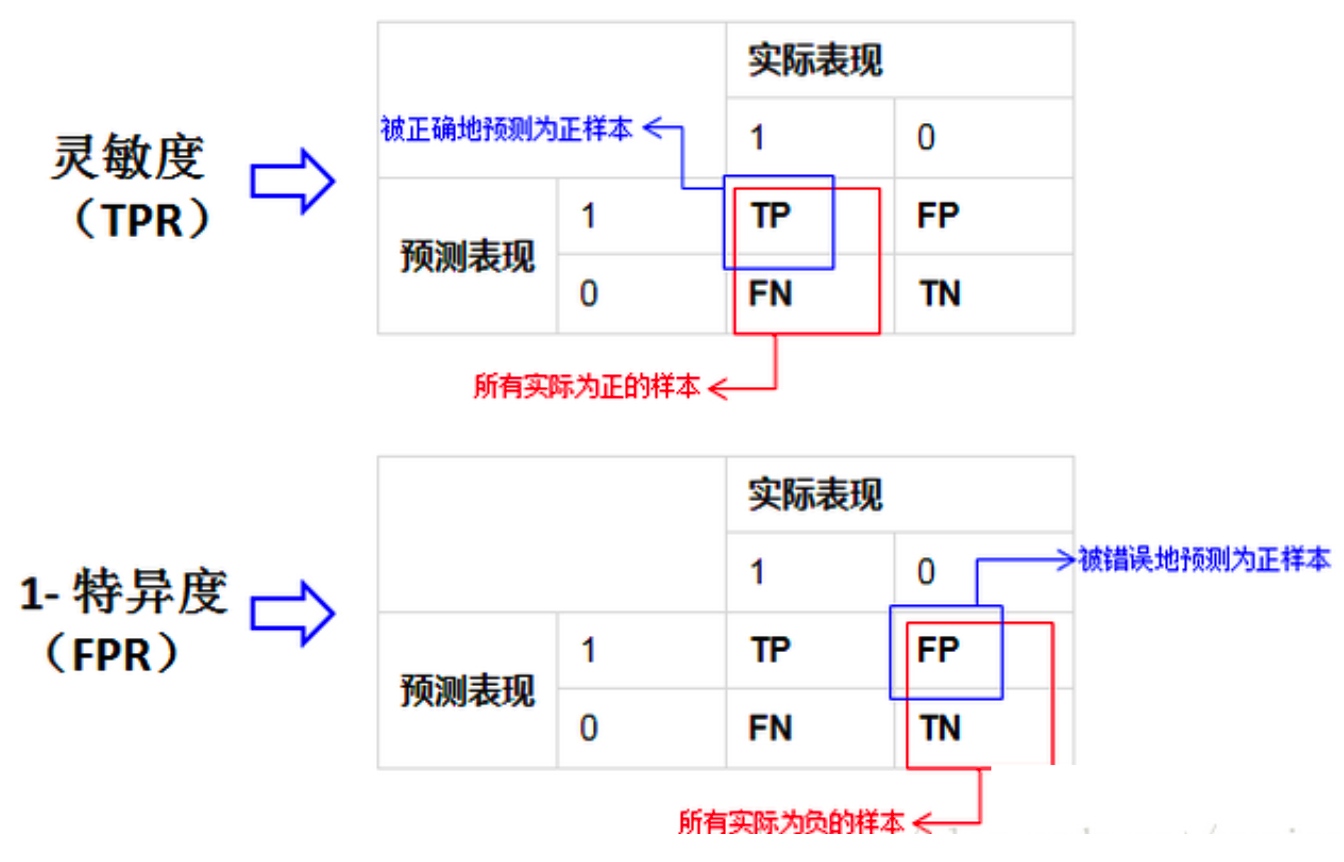 实际表现
被正确地预测为正样本
1 0
灵敏度
（TPR）
1 TP FP
预测表现
0 FN TN
所有实际为正的样本
实际表现
1 0
被错误地预测为正样本
1- 特异度
（FPR）
1 TP FP
预测表现
0 FN TN
所有实际为负的样本